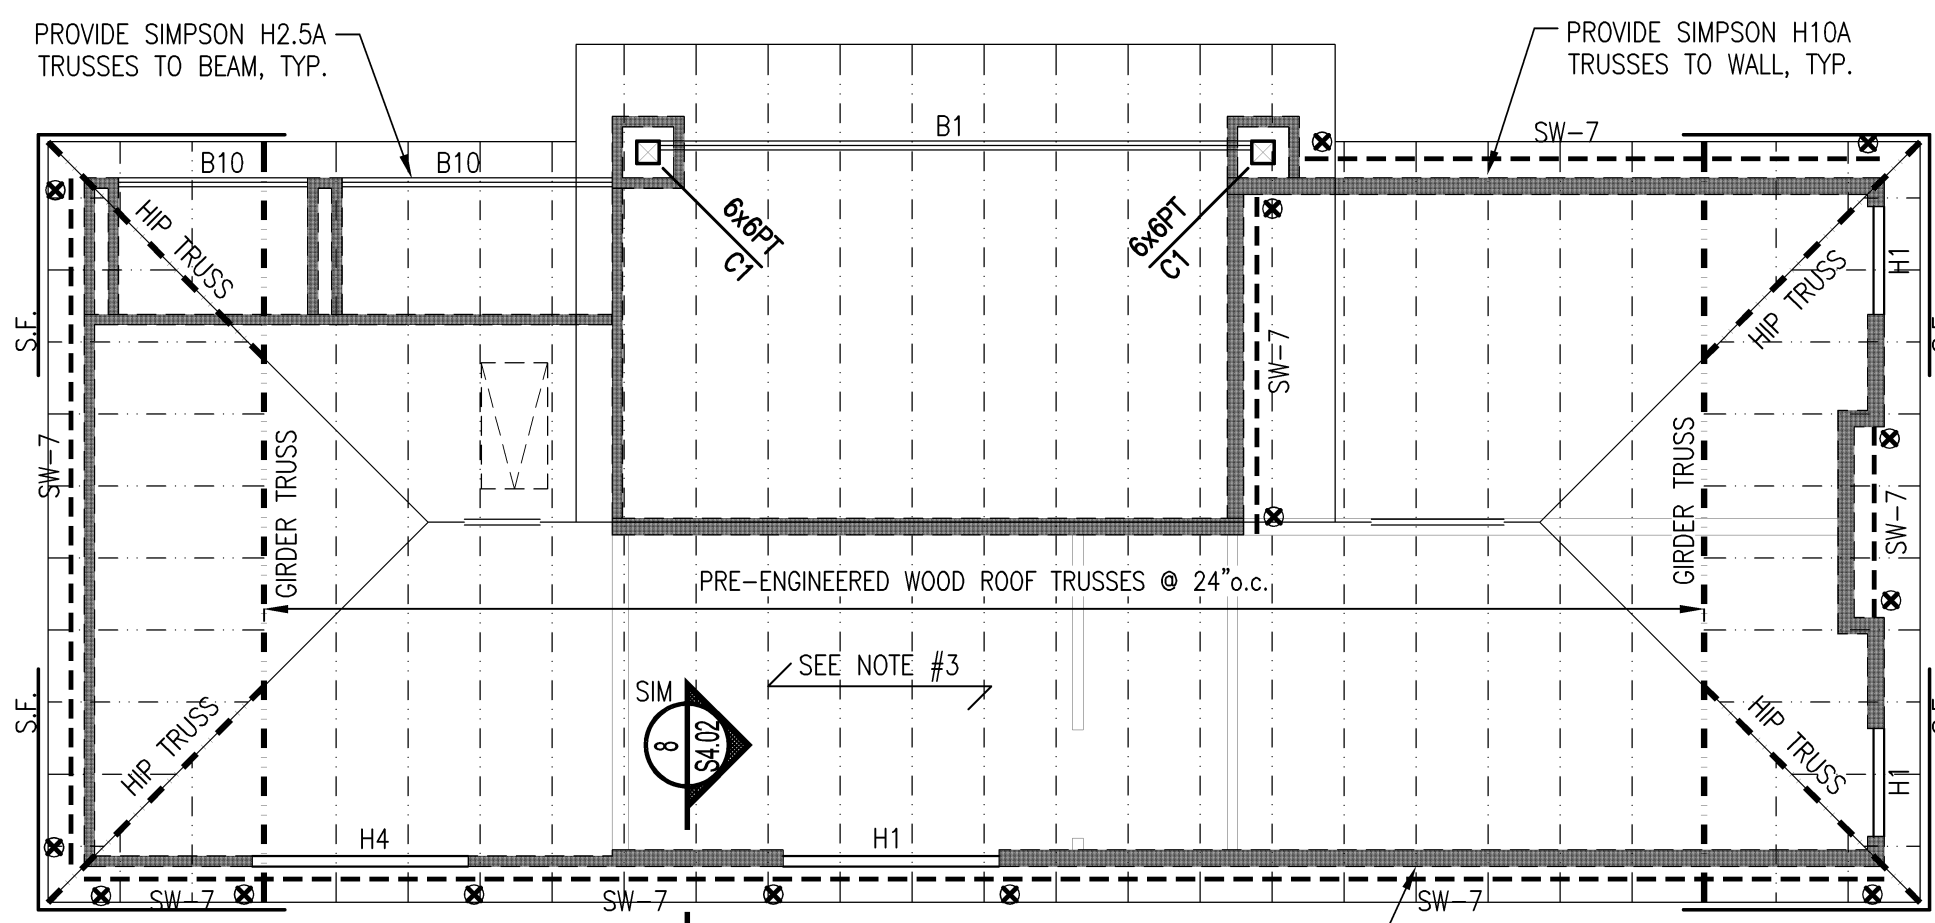 PROVIDE SIMPSON H2.5A
TRUSSES TO BEAM, TYP.
PROVIDE SIMPSON H10A
TRUSSES TO WALL, TYP.
B1
SW-7
B10
B10
6x6PT
C1
6x6PT
C1
HIP TRUSS
HIP TRUSS
H1
S.F.
SW-7
SW-7
GIRDER TRUSS
GIRDER TRUSS
SW-7
PRE-ENGINEERED WOOD ROOF TRUSSES @ 24"o.c.
SEE NOTE #3
SIM
8
S4.02
S.F.
HIP TRUSS
HIP TRUSS
H1
H4
H1
SW-7
SW-7
SW-7